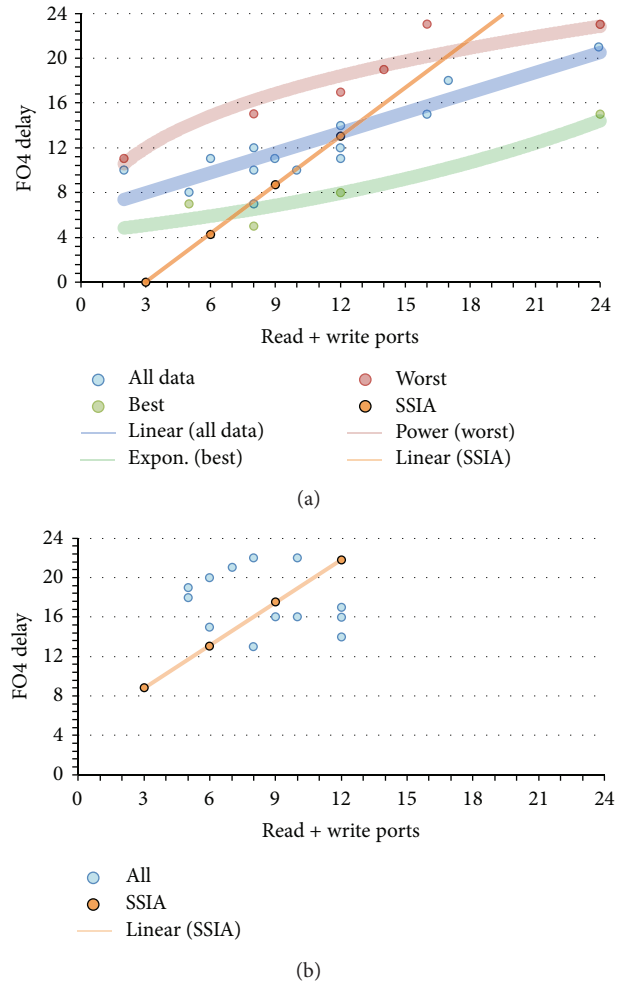 24
20
16
12
8
4
0
FO4 delay
0 3 6 9 12 15 18 21 24
Read + write ports
All data Worst
Best SSIA
Linear (all data) Power (worst)
Expon. (best) Linear (SSIA)
(a)
24
20
16
12
8
4
0
FO4 delay
3 6 9 12 15 18 21 24
Read + write ports
All
SSIA
Linear (SSIA)
(b)